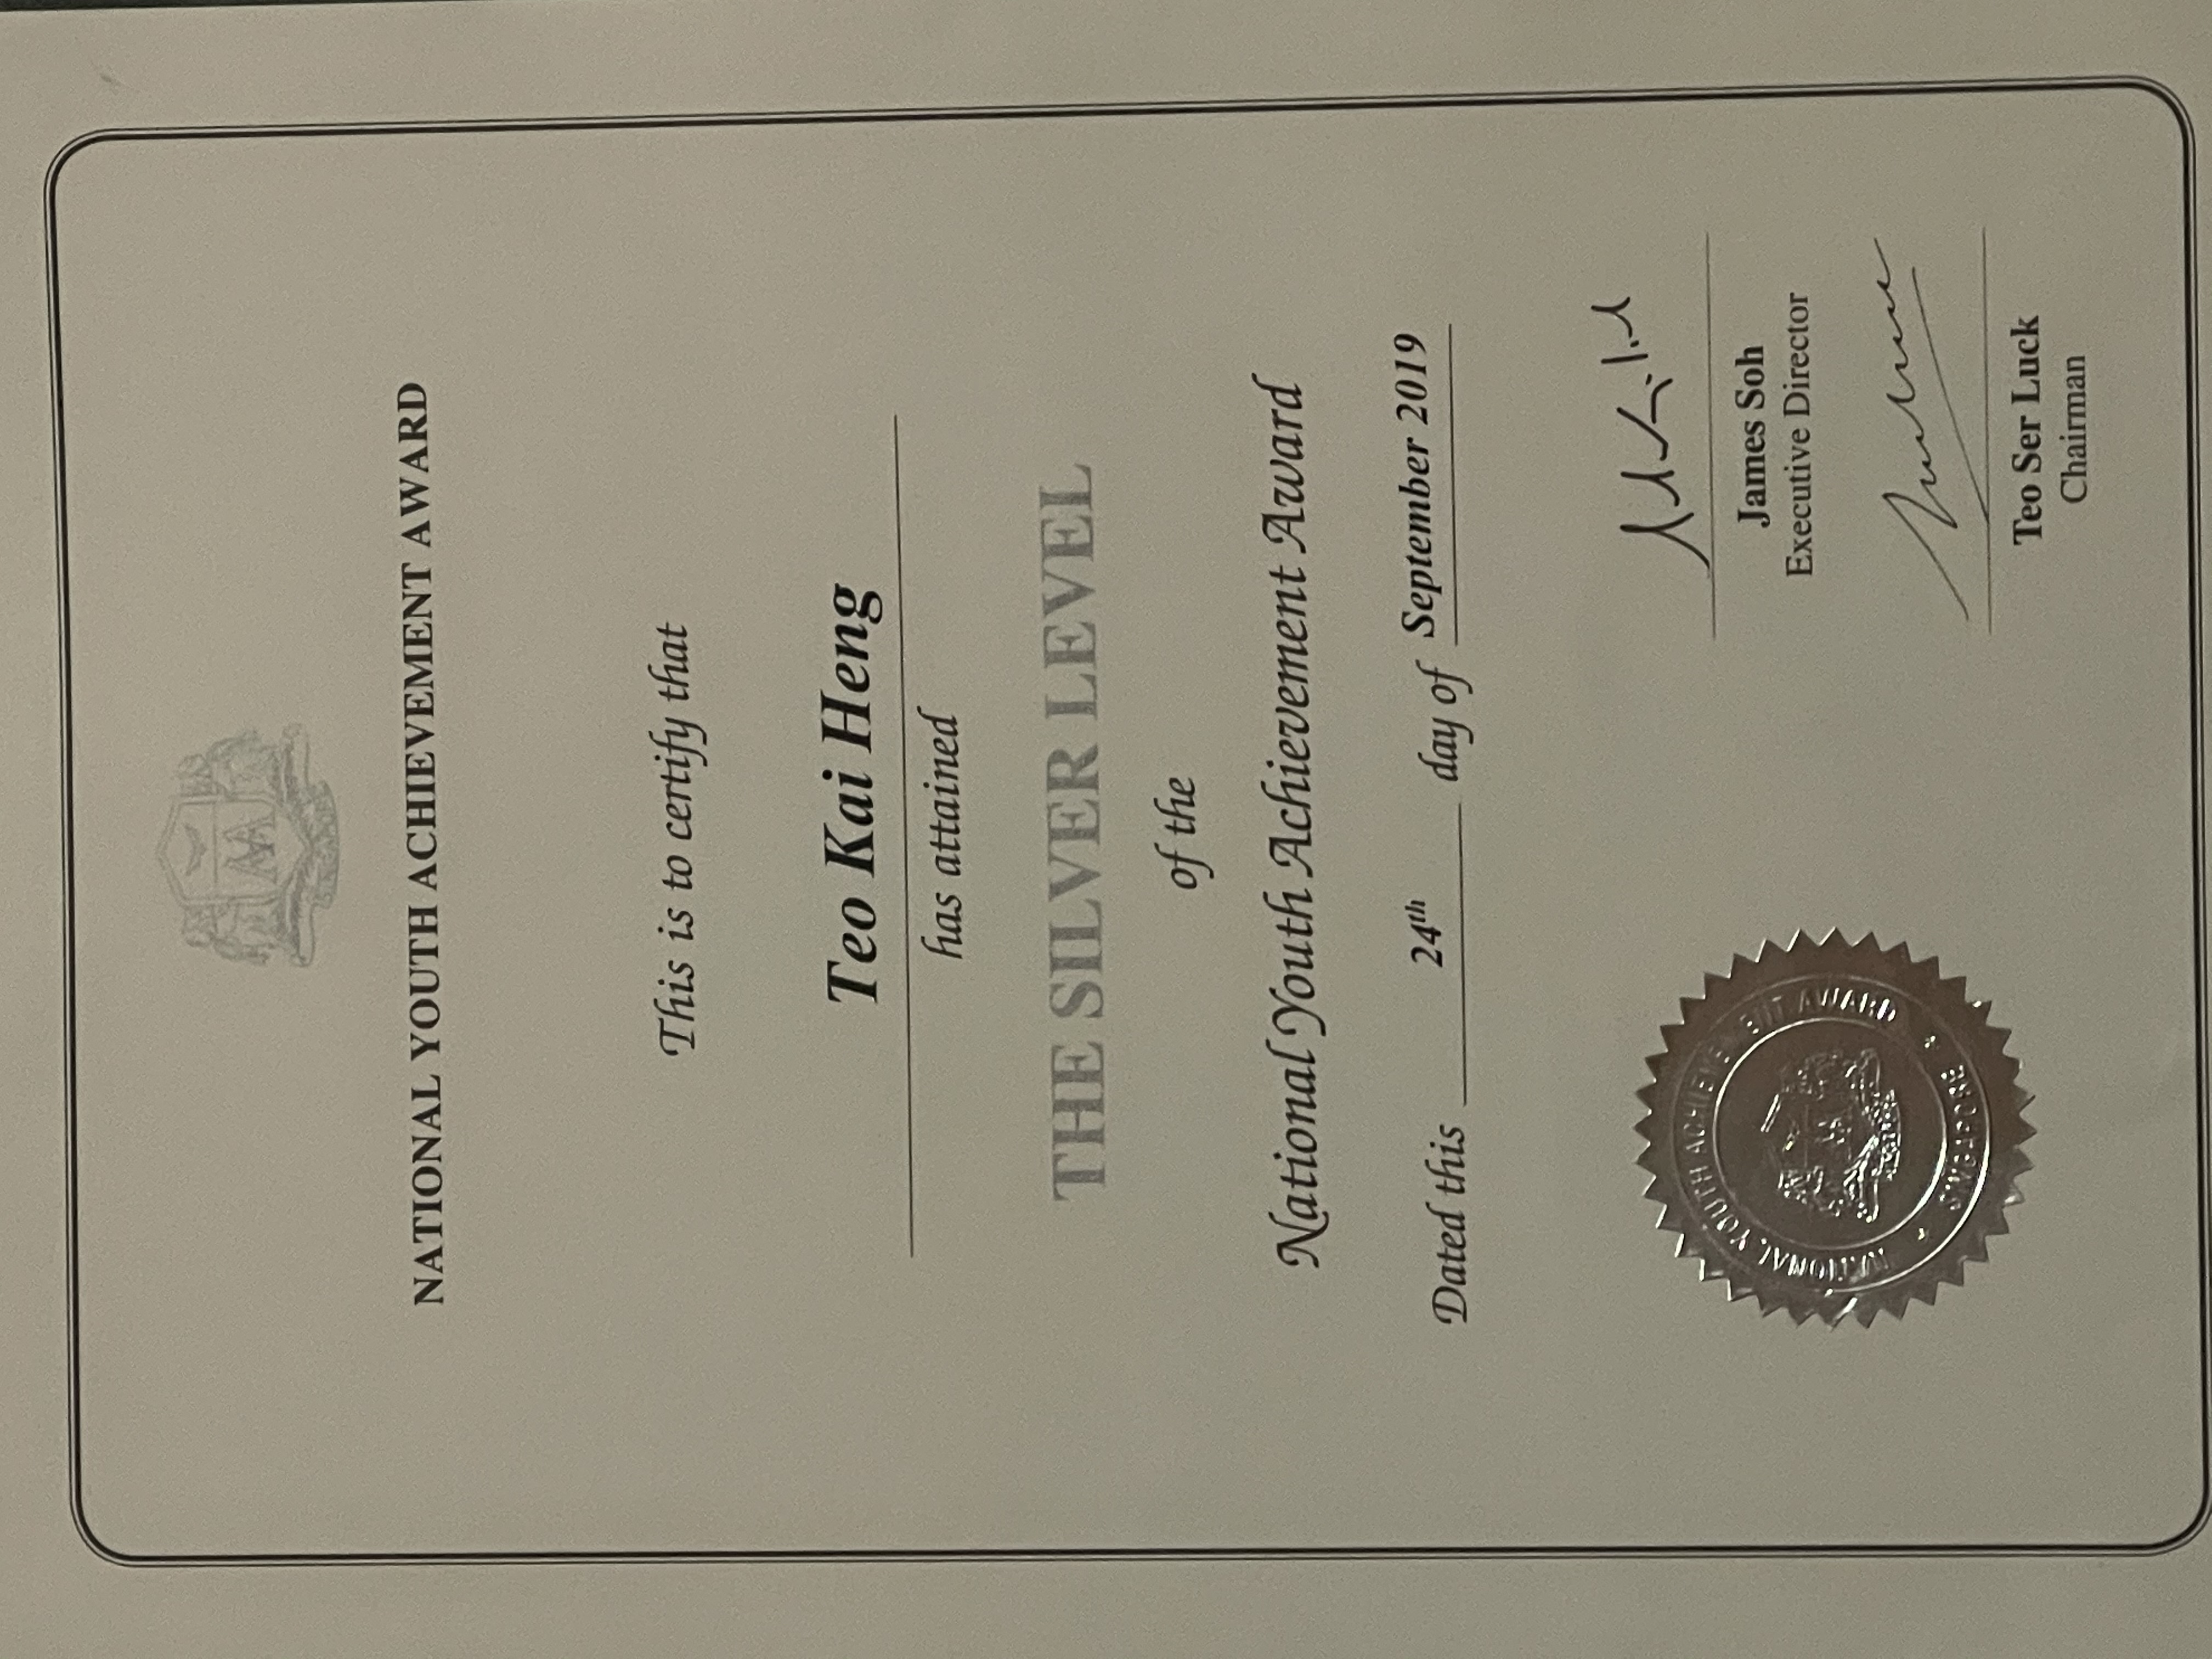 SINGAPORE
NATIONAL YOUTH ACHIEVEMENT AWARD
This is to certify that
Teo Kai Heng
has attained
THE SILVER LEVEL
of the
National Youth Achievement Award
Dated this 24th day of September 2019
NATIONAL YOUTH ACHIEVEMENT AWARD
SINGAPORE
James Soh
Executive Director
Teo Ser Luck
Chairman